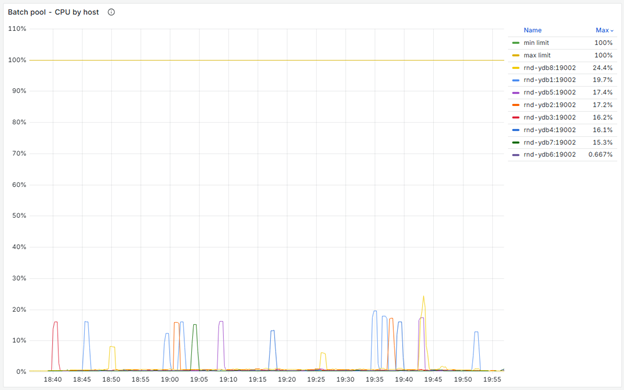 Batch pool - CPU by host
110%
100%
90%
80%
70%
60%
50%
40%
30%
20%
10%
0%
18:40 18:45 18:50 18:55 19:00 19:05 19:10 19:15 19:20 19:25 19:30 19:35 19:40 19:45 19:50 19:55
Name Max
min limit 100%
max limit 100%
rnd-ydb8:19002 24.4%
rnd-ydb1:19002 19.7%
rnd-ydb5:19002 17.4%
rnd-ydb2:19002 17.2%
rnd-ydb3:19002 16.2%
rnd-ydb4:19002 16.1%
rnd-ydb7:19002 15.3%
rnd-ydb6:19002 0.667%